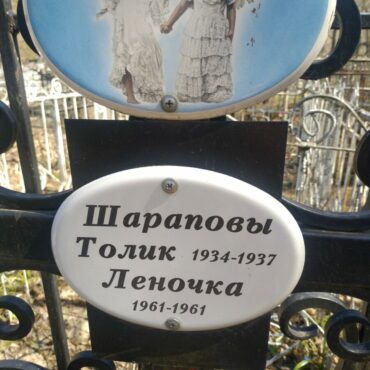 Шараповы
Толик 1934-1937
Леночка
1961-1961